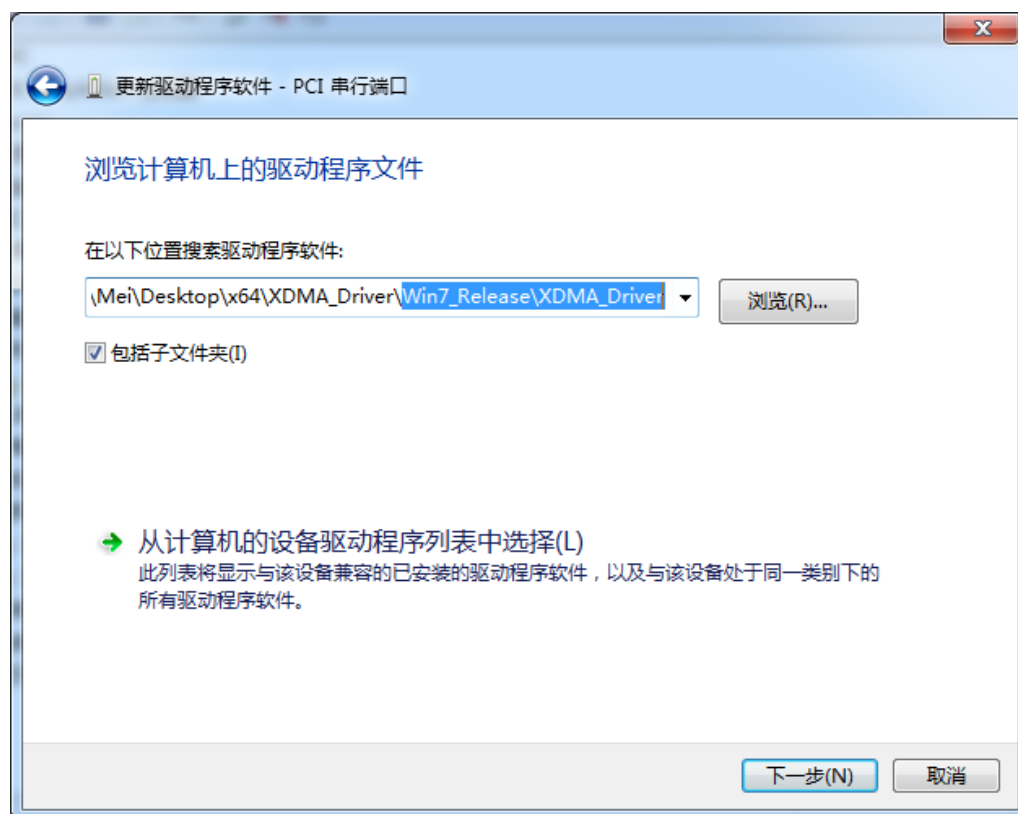 更新驱动程序软件 - PCI 串行端口
浏览计算机上的驱动程序文件
在以下位置搜索驱动程序软件:
\Mei\Desktop\x64\XDMA_Driver\Win7_Release\XDMA_Driver
浏览(R)...
包括子文件夹(I)
从计算机的设备驱动程序列表中选择(L)
此列表将显示与该设备兼容的已安装的驱动程序软件，以及与该设备处于同一类别下的
所有驱动程序软件。
下一步(N)
取消